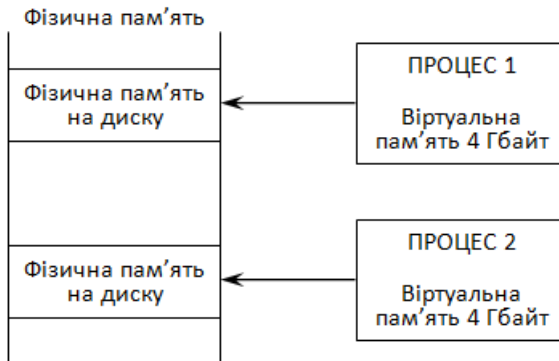 Фізична пам’ять
Фізична пам’ять
на диску
ПРОЦЕС 1
Віртуальна
пам’ять 4 Гбайт
Фізична пам’ять
на диску
ПРОЦЕС 2
Віртуальна
пам’ять 4 Гбайт